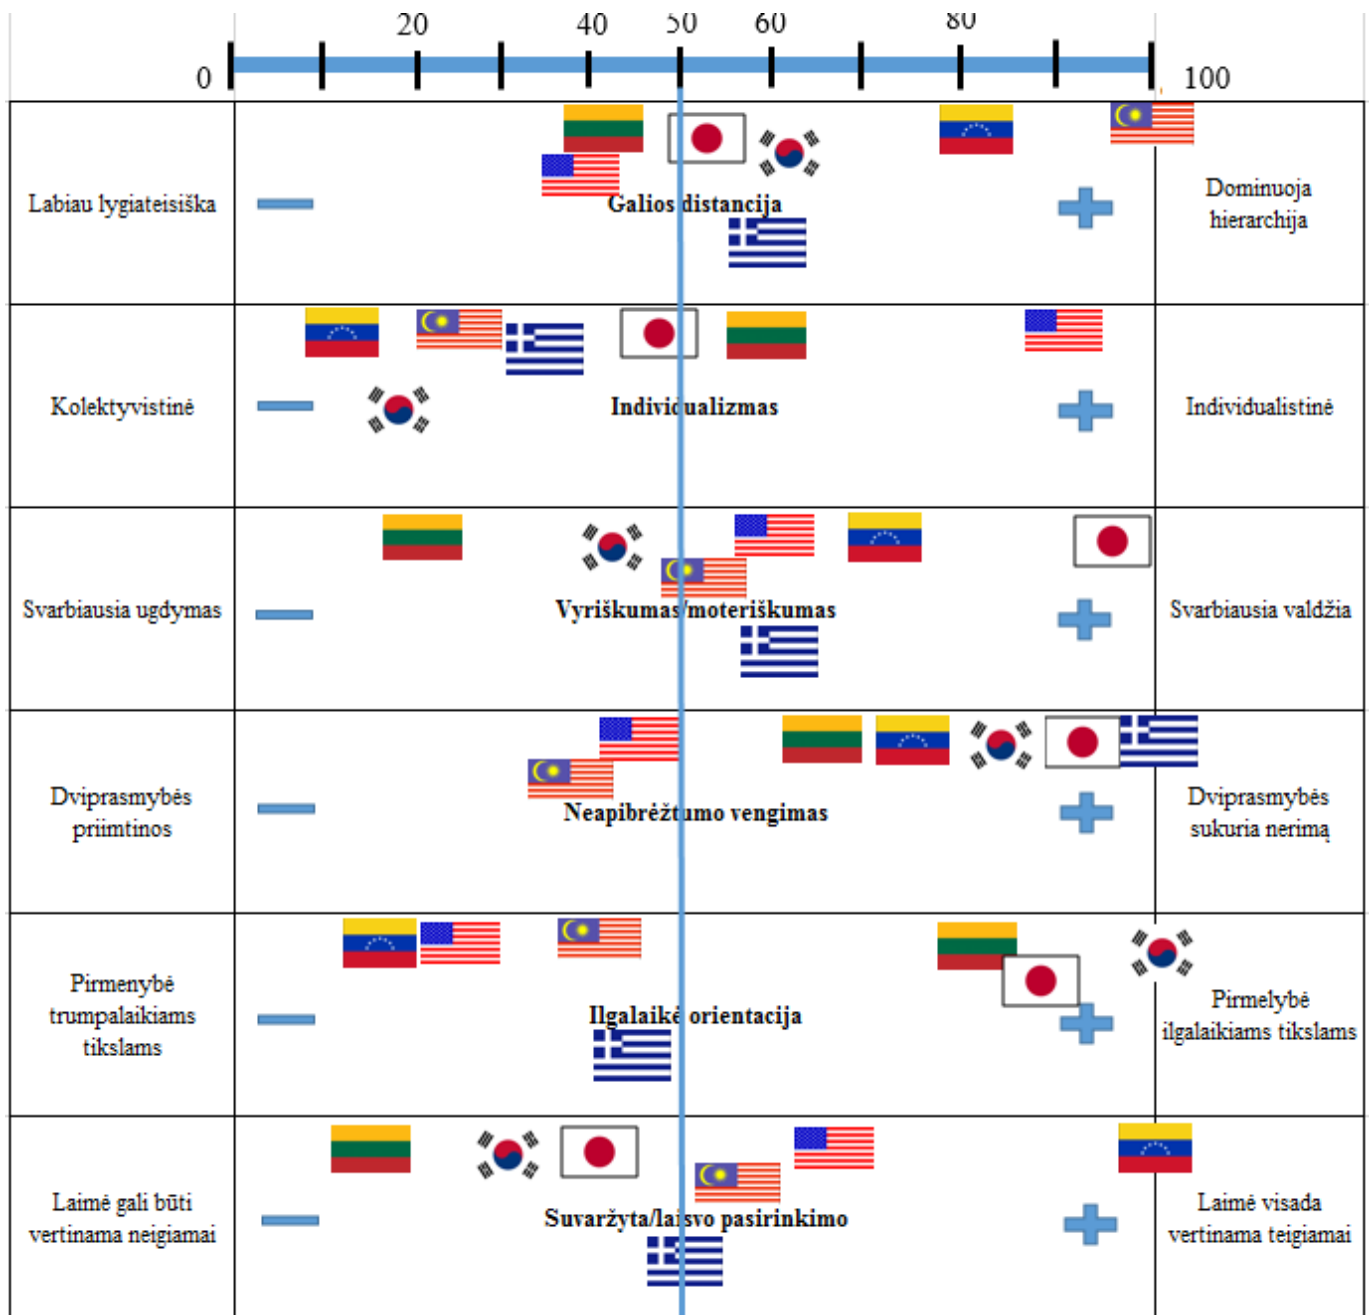 20 40 50 60 80
0 100
Labiau lygiateisiška
Galios distancija
Dominuoja
hierarchija
Kolektyvistinė
Individualizmas
Individualistinė
Svarbiausia ugdymas
Vyriškumas/moteriškumas
Svarbiausia valdžia
Dviprasmybės
priimtinos
Neapibrėžtumo vengimas
Dviprasmybės
sukuria nerimą
Pirmenybė
trumpalaikiams
tikslams
Ilgalaikė orientacija
Pirmelybė
ilgalaikiams tikslams
Laimė gali būti
vertinama neigiamai
Suvaržyta/laisvo pasirinkimo
Laimė visada
vertinama teigiamai